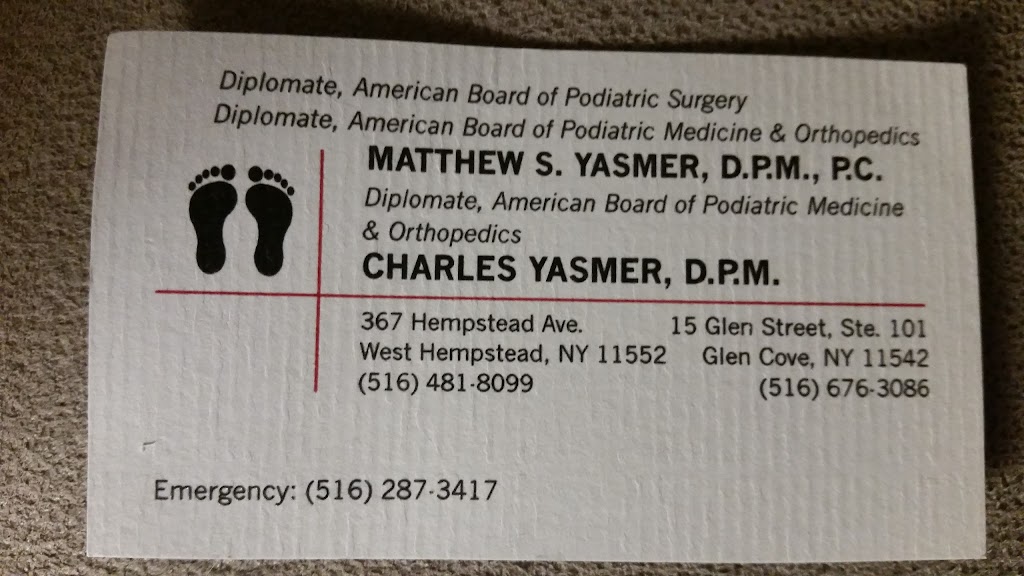 Diplomate, American Board of Podiatric Surgery
Diplomate, American Board of Podiatric Medicine & Orthopedics
MATTHEW S. YASMER, D.P.M., P.C.
Diplomate, American Board of Podiatric Medicine
& Orthopedics
CHARLES YASMER, D.P.M.
367 Hempstead Ave.
West Hempstead, NY 11552
(516) 481-8099
15 Glen Street, Ste. 101
Glen Cove, NY 11542
(516) 676-3086
Emergency: (516) 287-3417